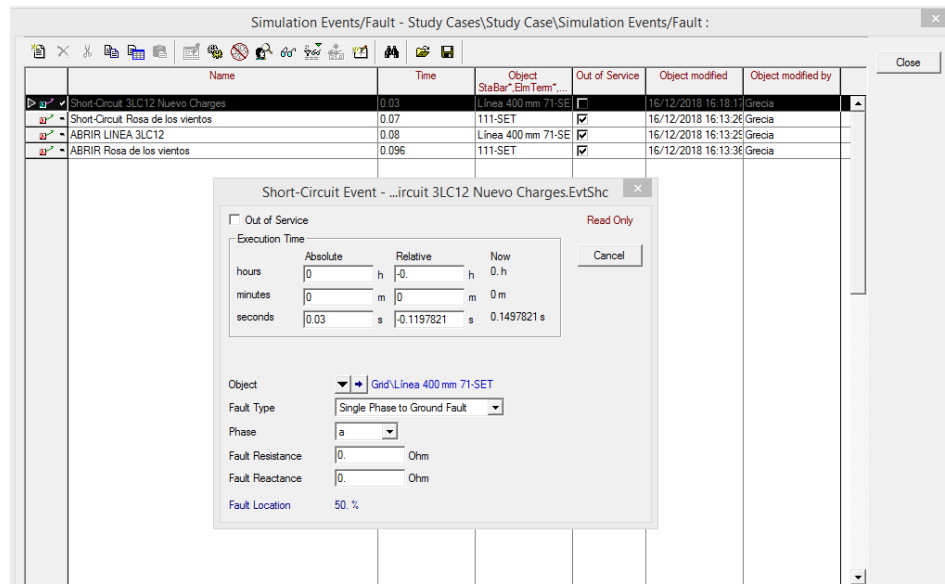 Simulation Events/Fault - Study Cases\Study Case\Simulation Events/Fault :
Close
Name Time Object StaBar*,ElmTerm*,... Out of Service Object modified Object modified by
Short-Circuit 3LC12 Nuevo Charges 0.03 Línea 400 mm 71-SE 16/12/2018 16:18:17 Grecia
Short-Circuit Rosa de los vientos 0.07 111-SET 16/12/2018 16:13:26 Grecia
ABRIR LINEA 3LC12 0.08 Línea 400 mm 71-SE 16/12/2018 16:13:29 Grecia
ABRIR Rosa de los vientos 0.096 111-SET 16/12/2018 16:13:36 Grecia
Short-Circuit Event - ...ircuit 3LC12 Nuevo Charges.EvtShc
Out of Service Read Only
Execution Time
Cancel
Absolute Relative Now
hours 0 h -0. h 0. h
minutes 0 m 0 m 0 m
seconds 0.03 s -0.1197821 s 0.1497821 s
Object Grid\Línea 400 mm 71-SET
Fault Type Single Phase to Ground Fault
Phase a
Fault Resistance 0. Ohm
Fault Reactance 0. Ohm
Fault Location 50. %